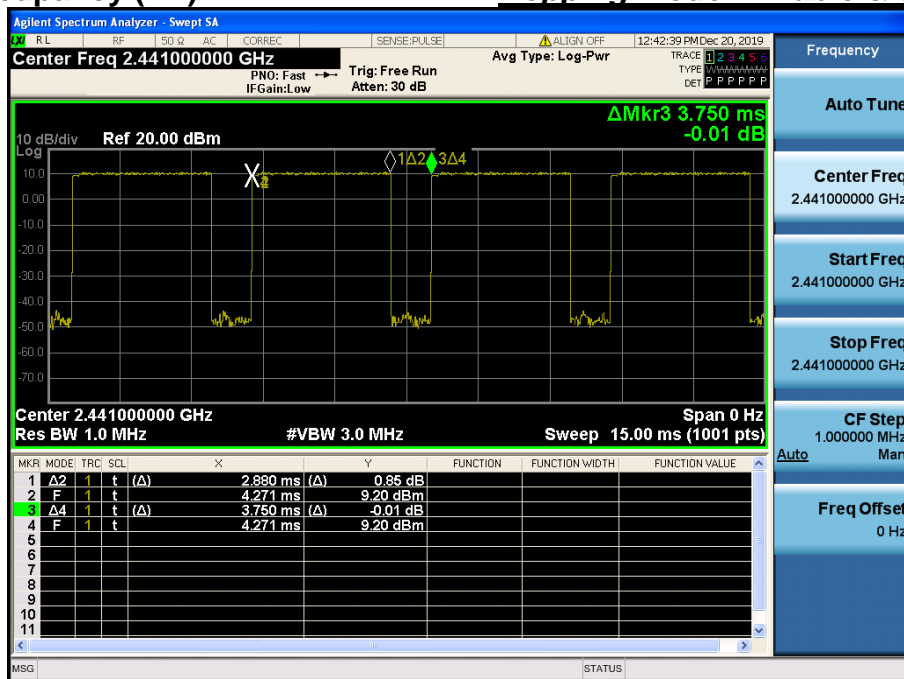 Agilent Spectrum Analyzer - Swept SA
LXI RL RF 50 Ω AC CORREC SENSE:PULSE ALIGN OFF 12:42:39 PM Dec 20, 2019
Center Freq 2.441000000 GHz
PNO: Fast
IFGain:Low
Trig: Free Run
Atten: 30 dB
Avg Type: Log-Pwr
TRACE 1 2 3 4 5 6
TYPE WWWWWW
DET P P P P P P
Frequency
Auto Tune
Center Freq
2.441000000 GHz
Start Freq
2.441000000 GHz
Stop Freq
2.441000000 GHz
CF Step
1.000000 MHz
Auto Man
Freq Offset
0 Hz
ΔMkr3 3.750 ms
-0.01 dB
10 dB/div Ref 20.00 dBm
Log
10.0
0.00
-10.0
-20.0
-30.0
-40.0
-50.0
-60.0
-70.0
1Δ2 3Δ4
Center 2.441000000 GHz Span 0 Hz
Res BW 1.0 MHz #VBW 3.0 MHz Sweep 15.00 ms (1001 pts)
MKR MODE TRC SCL X Y FUNCTION FUNCTION WIDTH FUNCTION VALUE
1 Δ2 1 t (Δ) 2.880 ms (Δ) 0.85 dB
2 F 1 t 4.271 ms 9.20 dBm
3 Δ4 1 t (Δ) 3.750 ms (Δ) -0.01 dB
4 F 1 t 4.271 ms 9.20 dBm
5
6
7
8
9
10
11
MSG STATUS